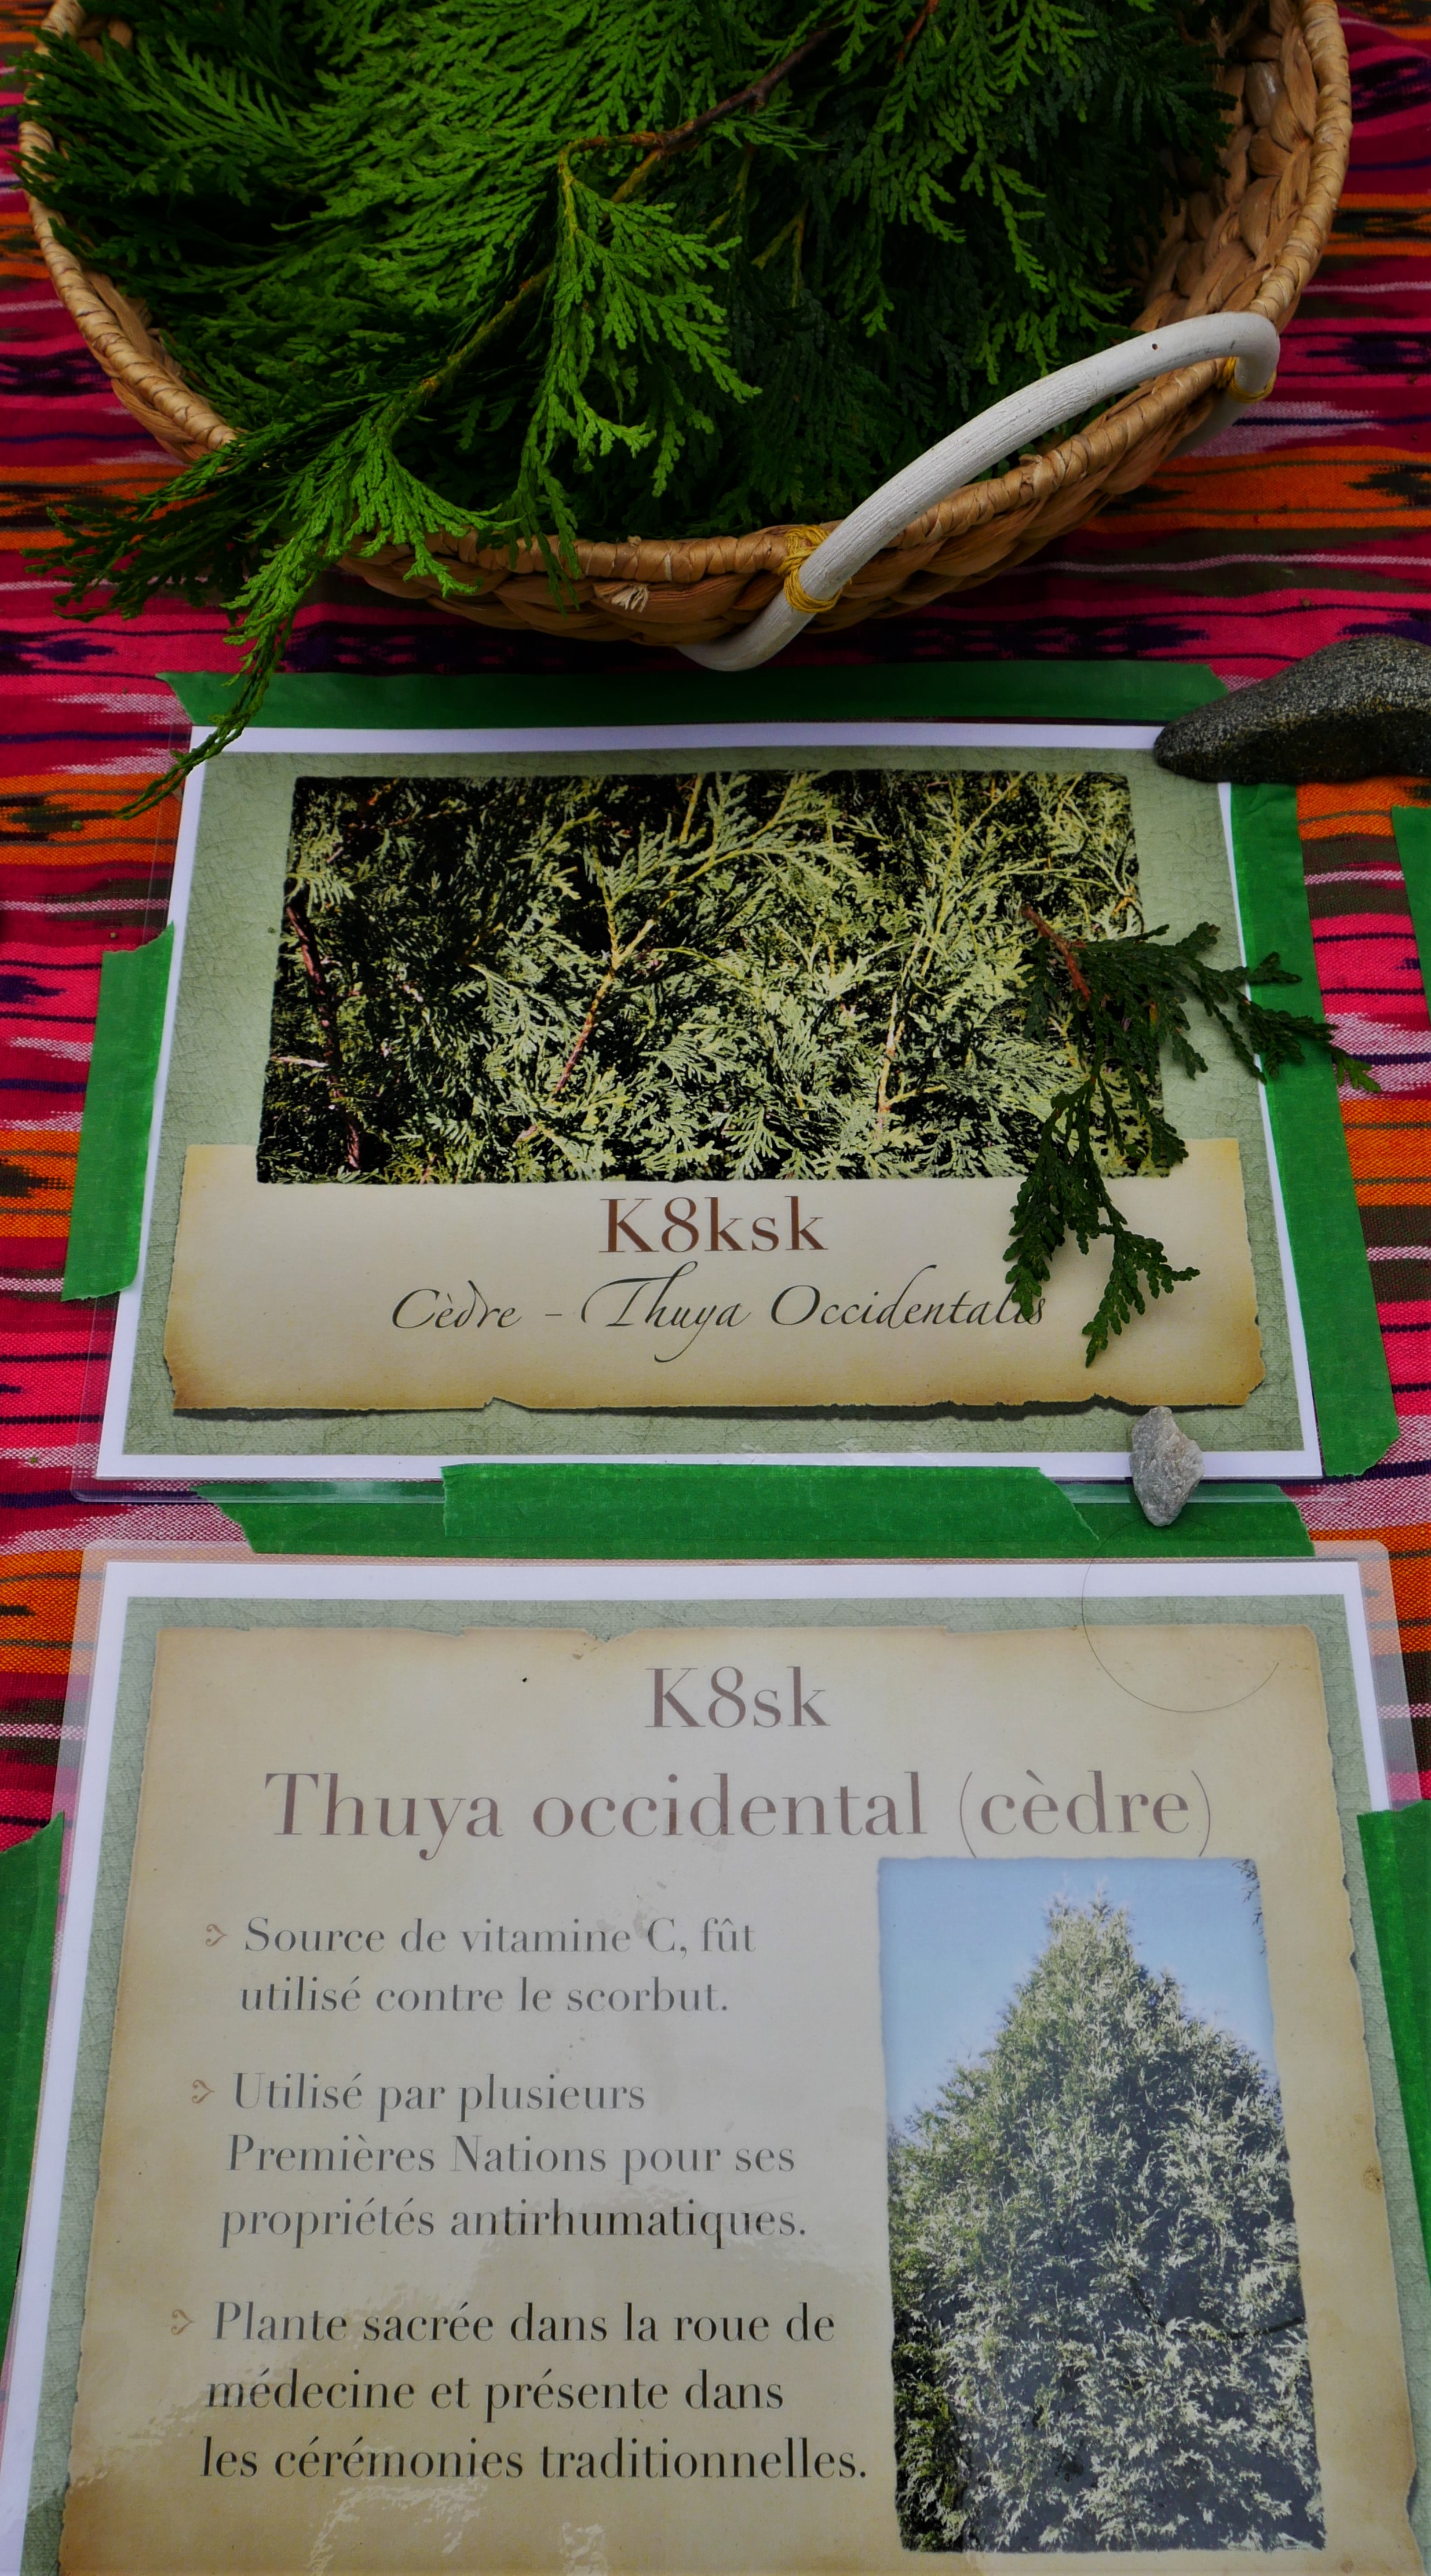 K8ksk
Cèdre - Thuya Occidentalis
K8sk
Thuya occidental (cèdre)
Source de vitamine C, fût
utilisé contre le scorbut.
Utilisé par plusieurs
Premières Nations pour ses
propriétés antirhumatiques.
Plante sacrée dans la roue de
médecine et présente dans
les cérémonies traditionnelles.